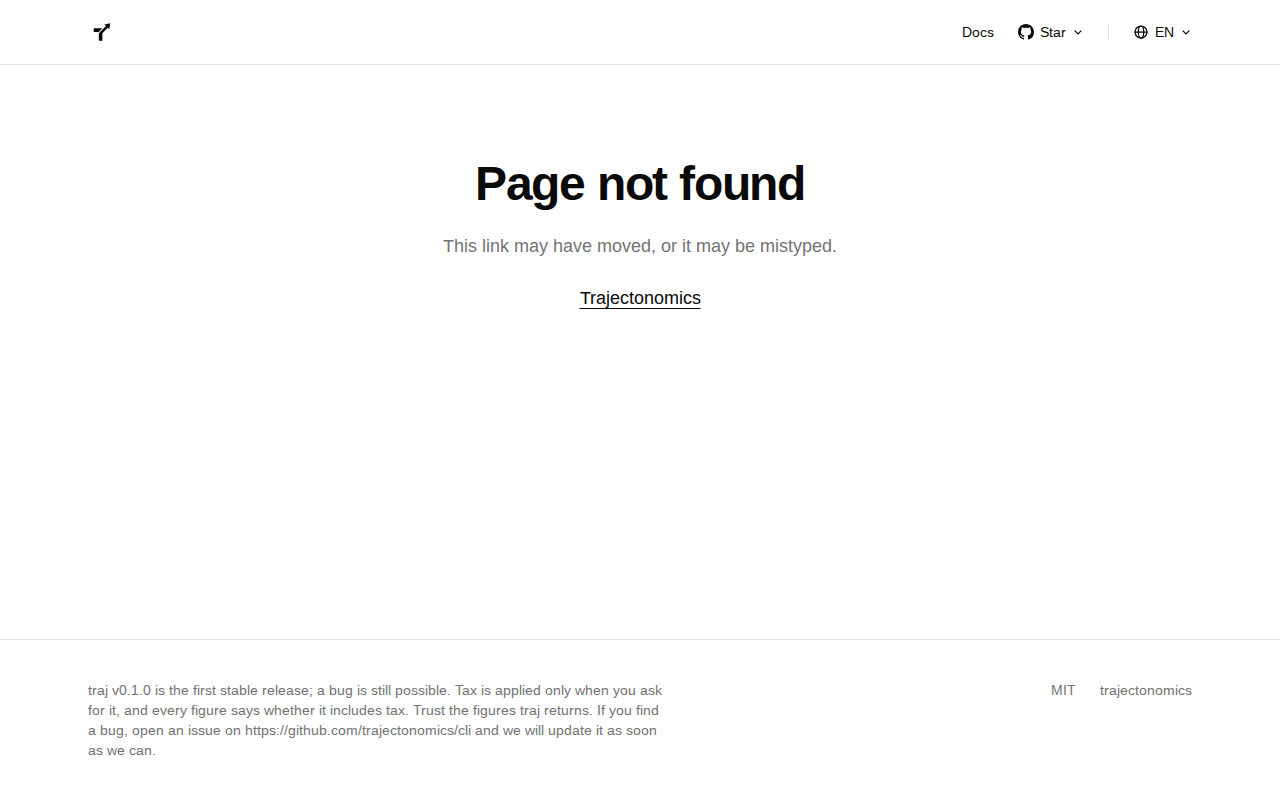 Docs
Star
EN
Page not found
This link may have moved, or it may be mistyped.
Trajectonomics
traj v0.1.0 is the first stable release; a bug is still possible. Tax is applied only when you ask
for it, and every figure says whether it includes tax. Trust the figures traj returns. If you find
a bug, open an issue on https://github.com/trajectonomics/cli and we will update it as soon
as we can.
MIT
trajectonomics